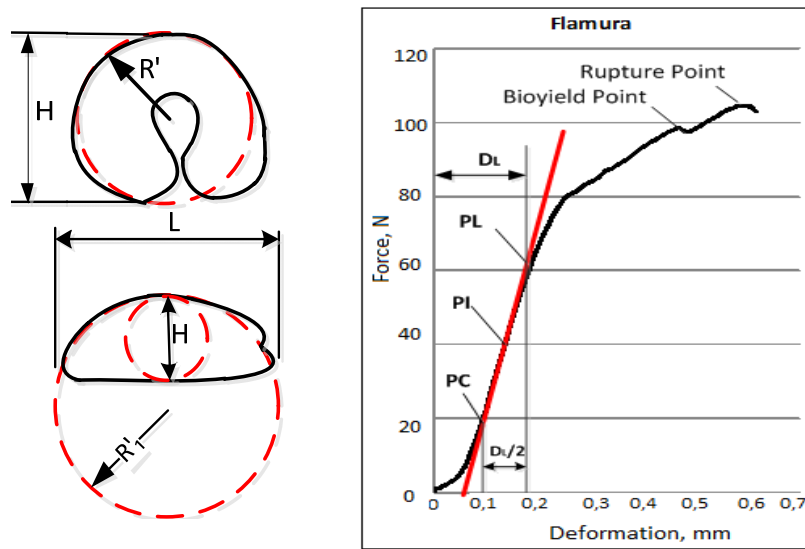 H
R'
L
H
R'1
Flamura
120
100
80
60
40
20
0
Force, N
Rupture Point
Bioyield Point
DL
PL
PI
PC
DL/2
0 0,1 0,2 0,3 0,4 0,5 0,6 0,7
Deformation, mm